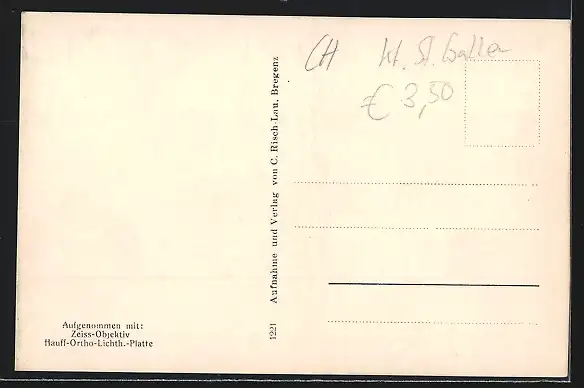 CH Kt. St. Gallen
€ 3,50
1221 Aufnahme und Verlag von C. Risch-Lau, Bregenz
Aufgenommen mit:
Zeiss-Objektiv
Hauff-Ortho-Lichth.-Platte